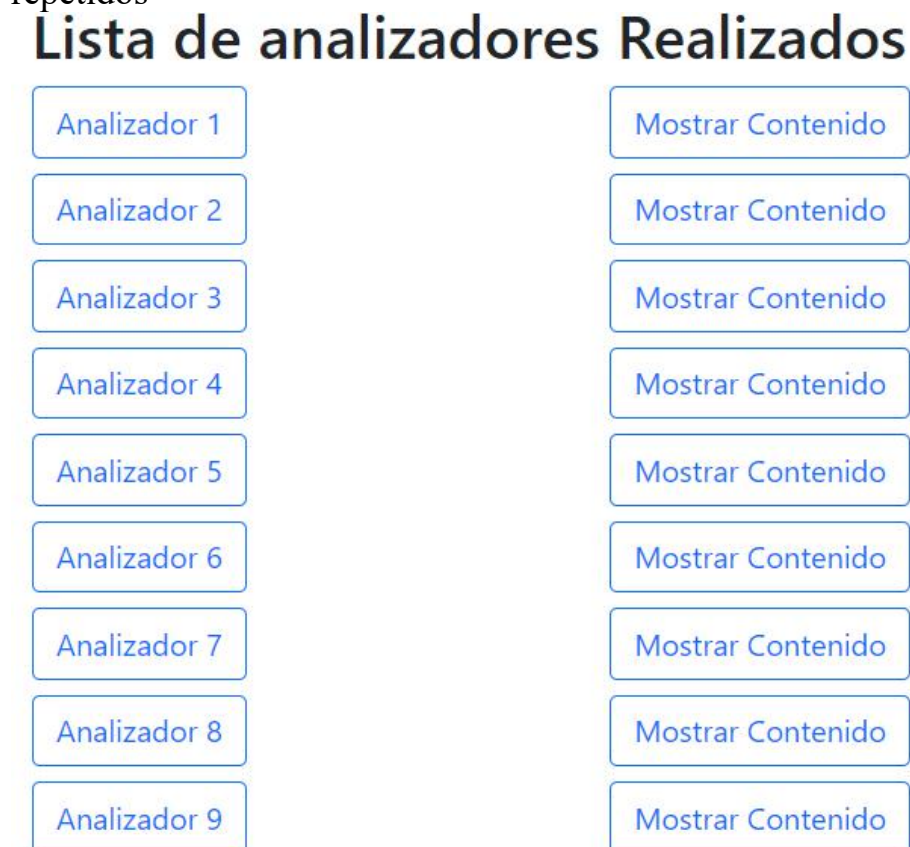 repetidos
Lista de analizadores Realizados
Analizador 1 Mostrar Contenido
Analizador 2 Mostrar Contenido
Analizador 3 Mostrar Contenido
Analizador 4 Mostrar Contenido
Analizador 5 Mostrar Contenido
Analizador 6 Mostrar Contenido
Analizador 7 Mostrar Contenido
Analizador 8 Mostrar Contenido
Analizador 9 Mostrar Contenido